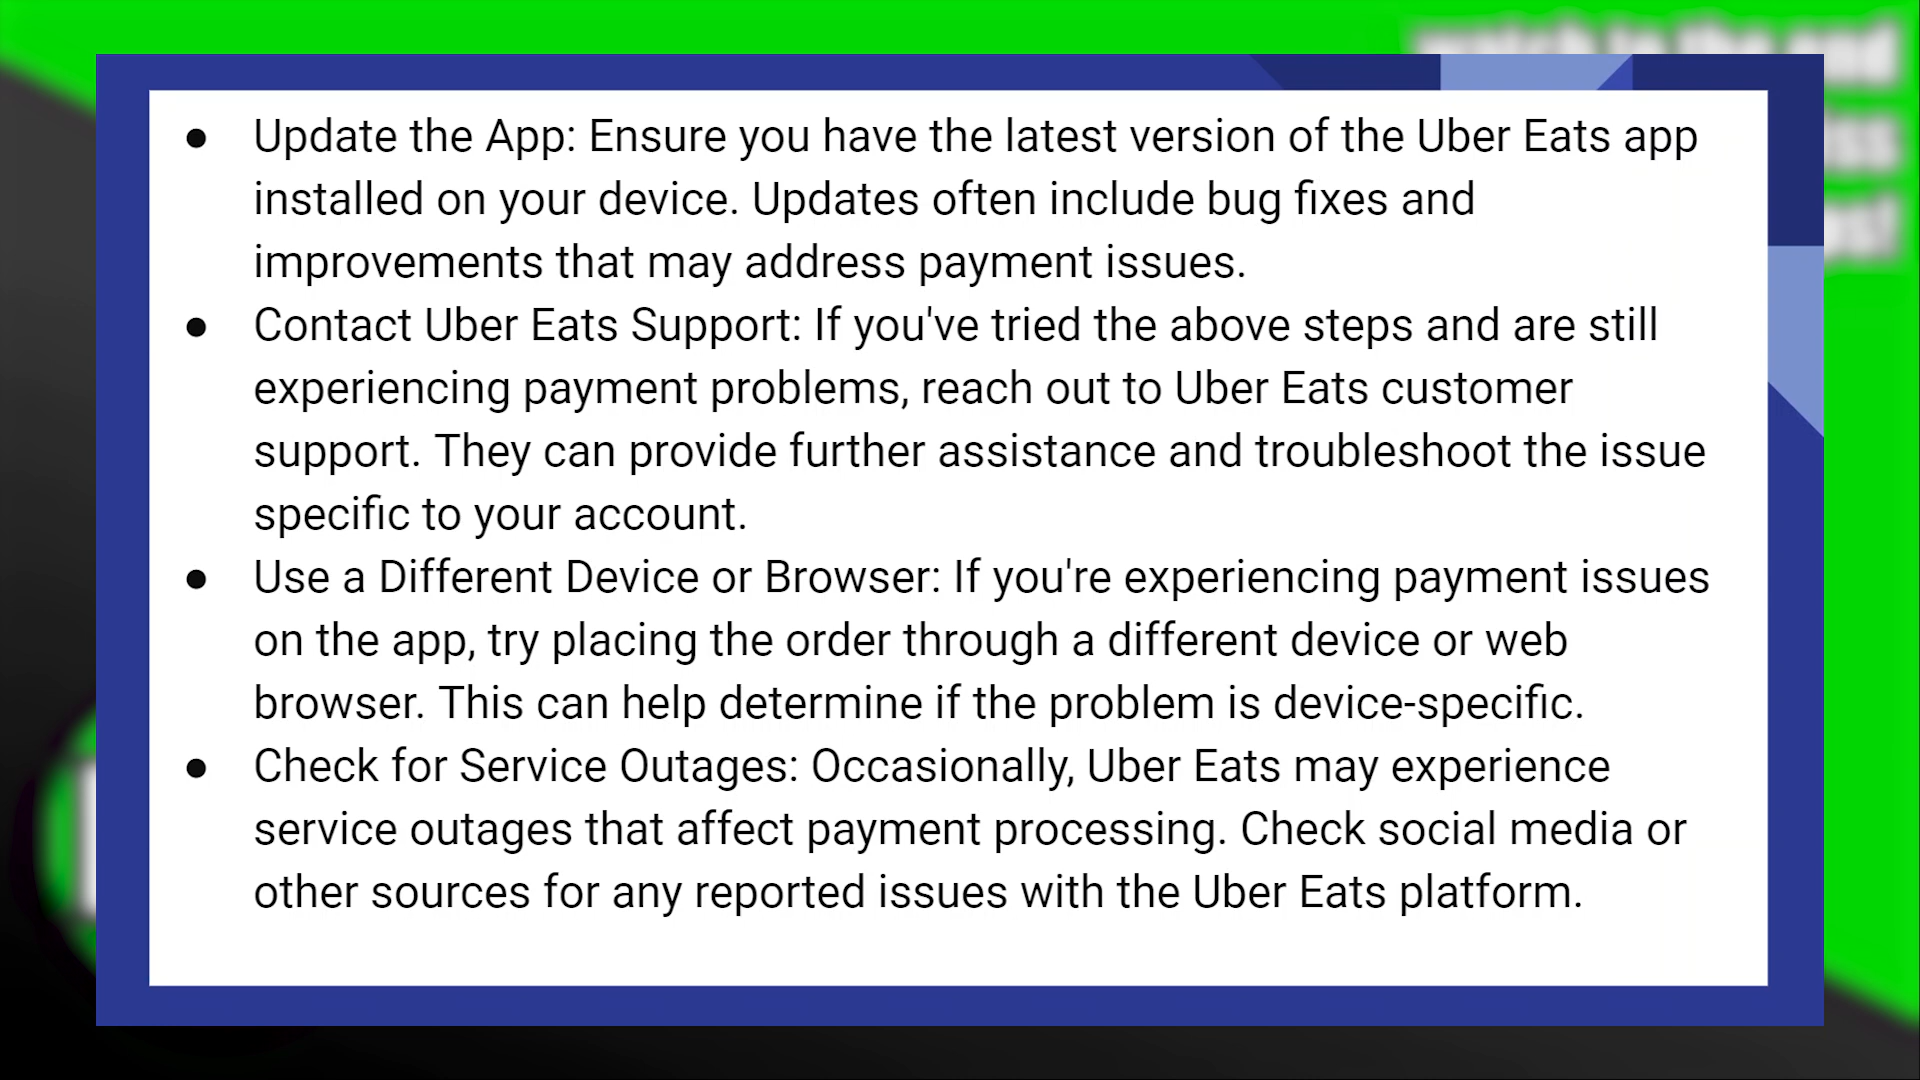 ● Update the App: Ensure you have the latest version of the Uber Eats app
installed on your device. Updates often include bug fixes and
improvements that may address payment issues.
● Contact Uber Eats Support: If you've tried the above steps and are still
experiencing payment problems, reach out to Uber Eats customer
support. They can provide further assistance and troubleshoot the issue
specific to your account.
● Use a Different Device or Browser: If you're experiencing payment issues
on the app, try placing the order through a different device or web
browser. This can help determine if the problem is device-specific.
● Check for Service Outages: Occasionally, Uber Eats may experience
service outages that affect payment processing. Check social media or
other sources for any reported issues with the Uber Eats platform.